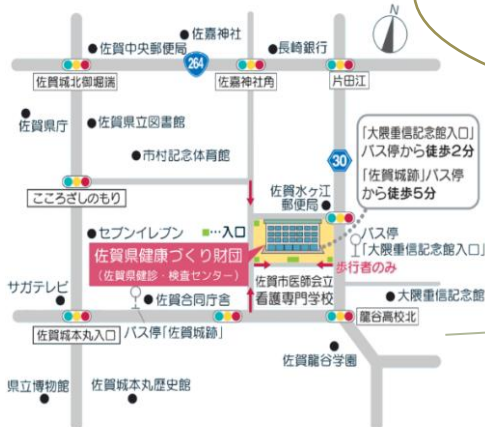 佐嘉神社
佐賀中央郵便局
長崎銀行
N
264
佐賀城北御堀端
佐嘉神社角
片田江
佐賀県庁
佐賀県立図書館
市村記念体育館
30
「大隈重信記念館入口」
バス停から徒歩2分
「佐賀城跡」バス停
から徒歩5分
こころざしのもり
佐賀水ヶ江
郵便局
セブンイレブン
…入口
バス停
「大隈重信記念館入口」
佐賀県健康づくり財団
(佐賀県健診・検査センター)
歩行者のみ
佐賀市医師会立
看護専門学校
サガテレビ
佐賀合同庁舎
大隈重信記念館
佐賀城本丸入口
バス停「佐賀城跡」
龍谷高校北
佐賀龍谷学園
県立博物館
佐賀城本丸歴史館